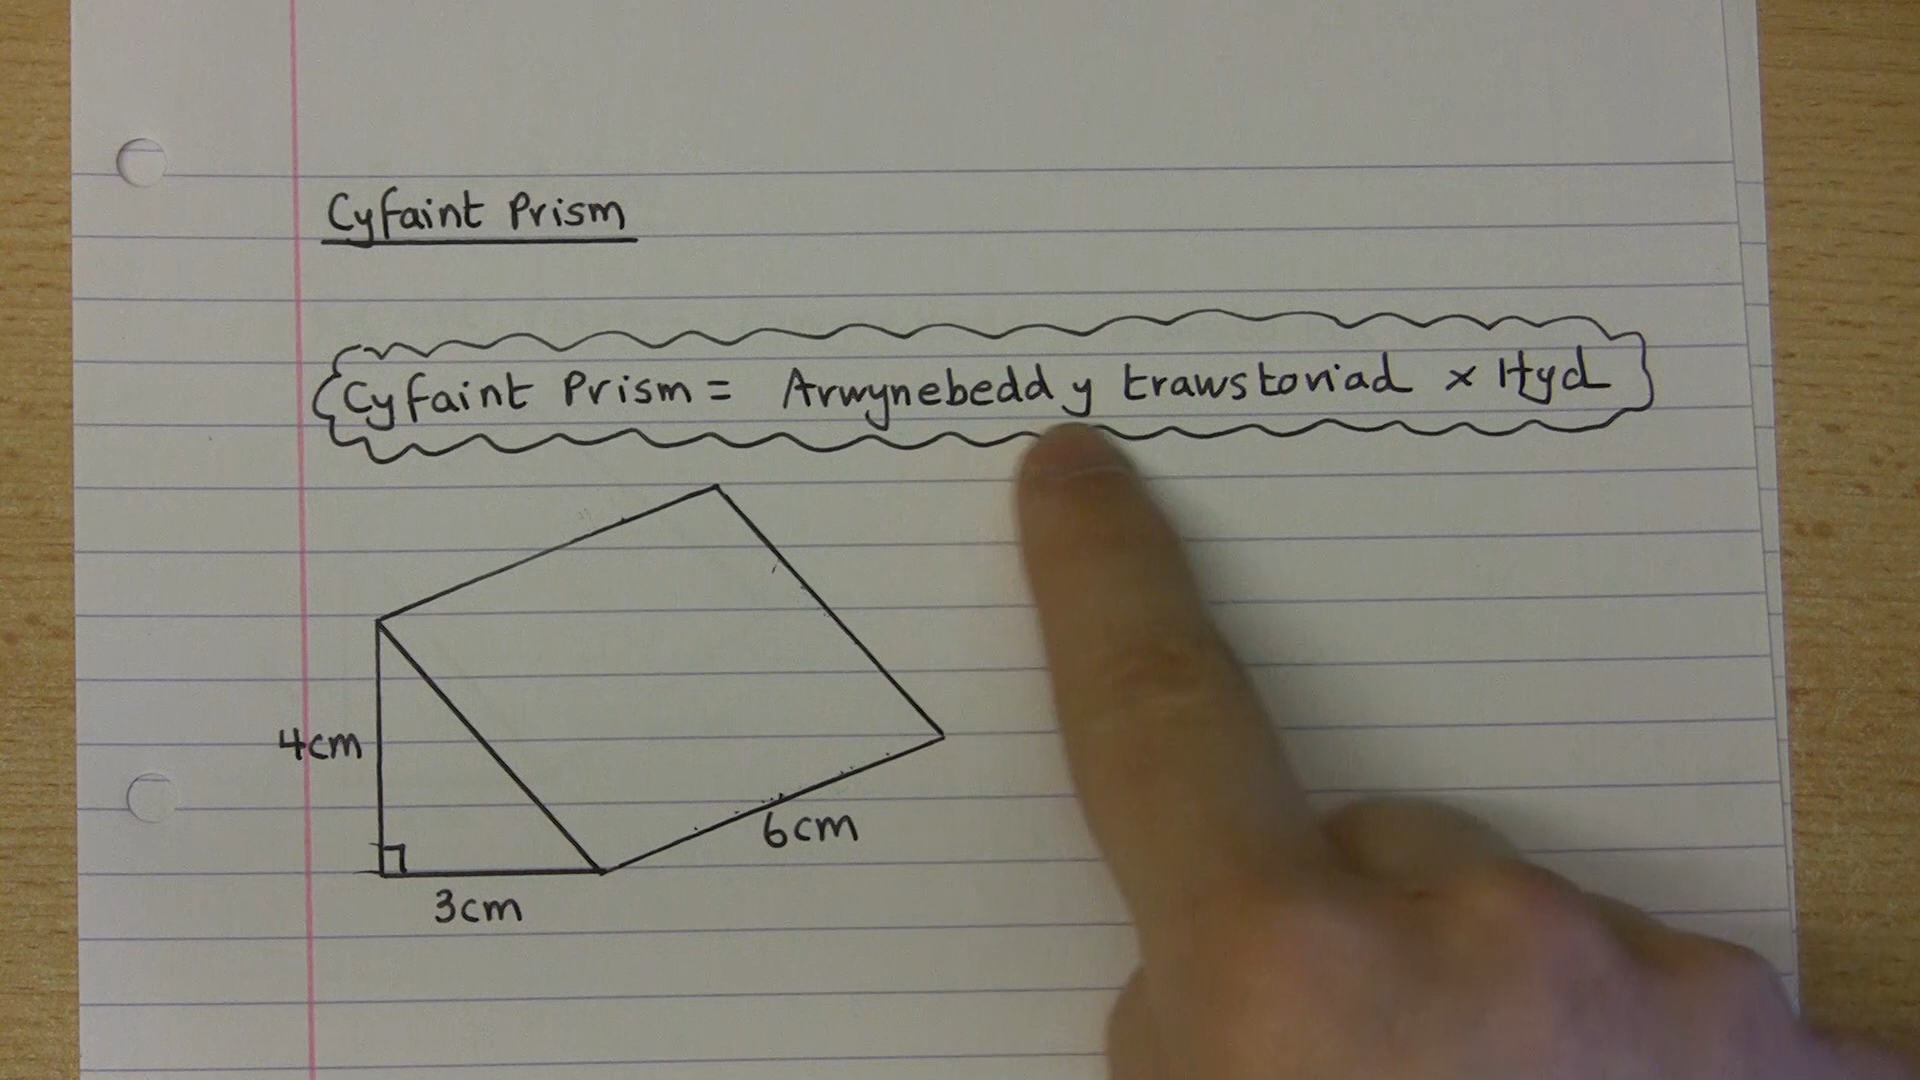 Cyfaint Prism
Cyfaint Prism = Arwynebedd y trawstoriad x Hyd
4cm
6cm
3cm